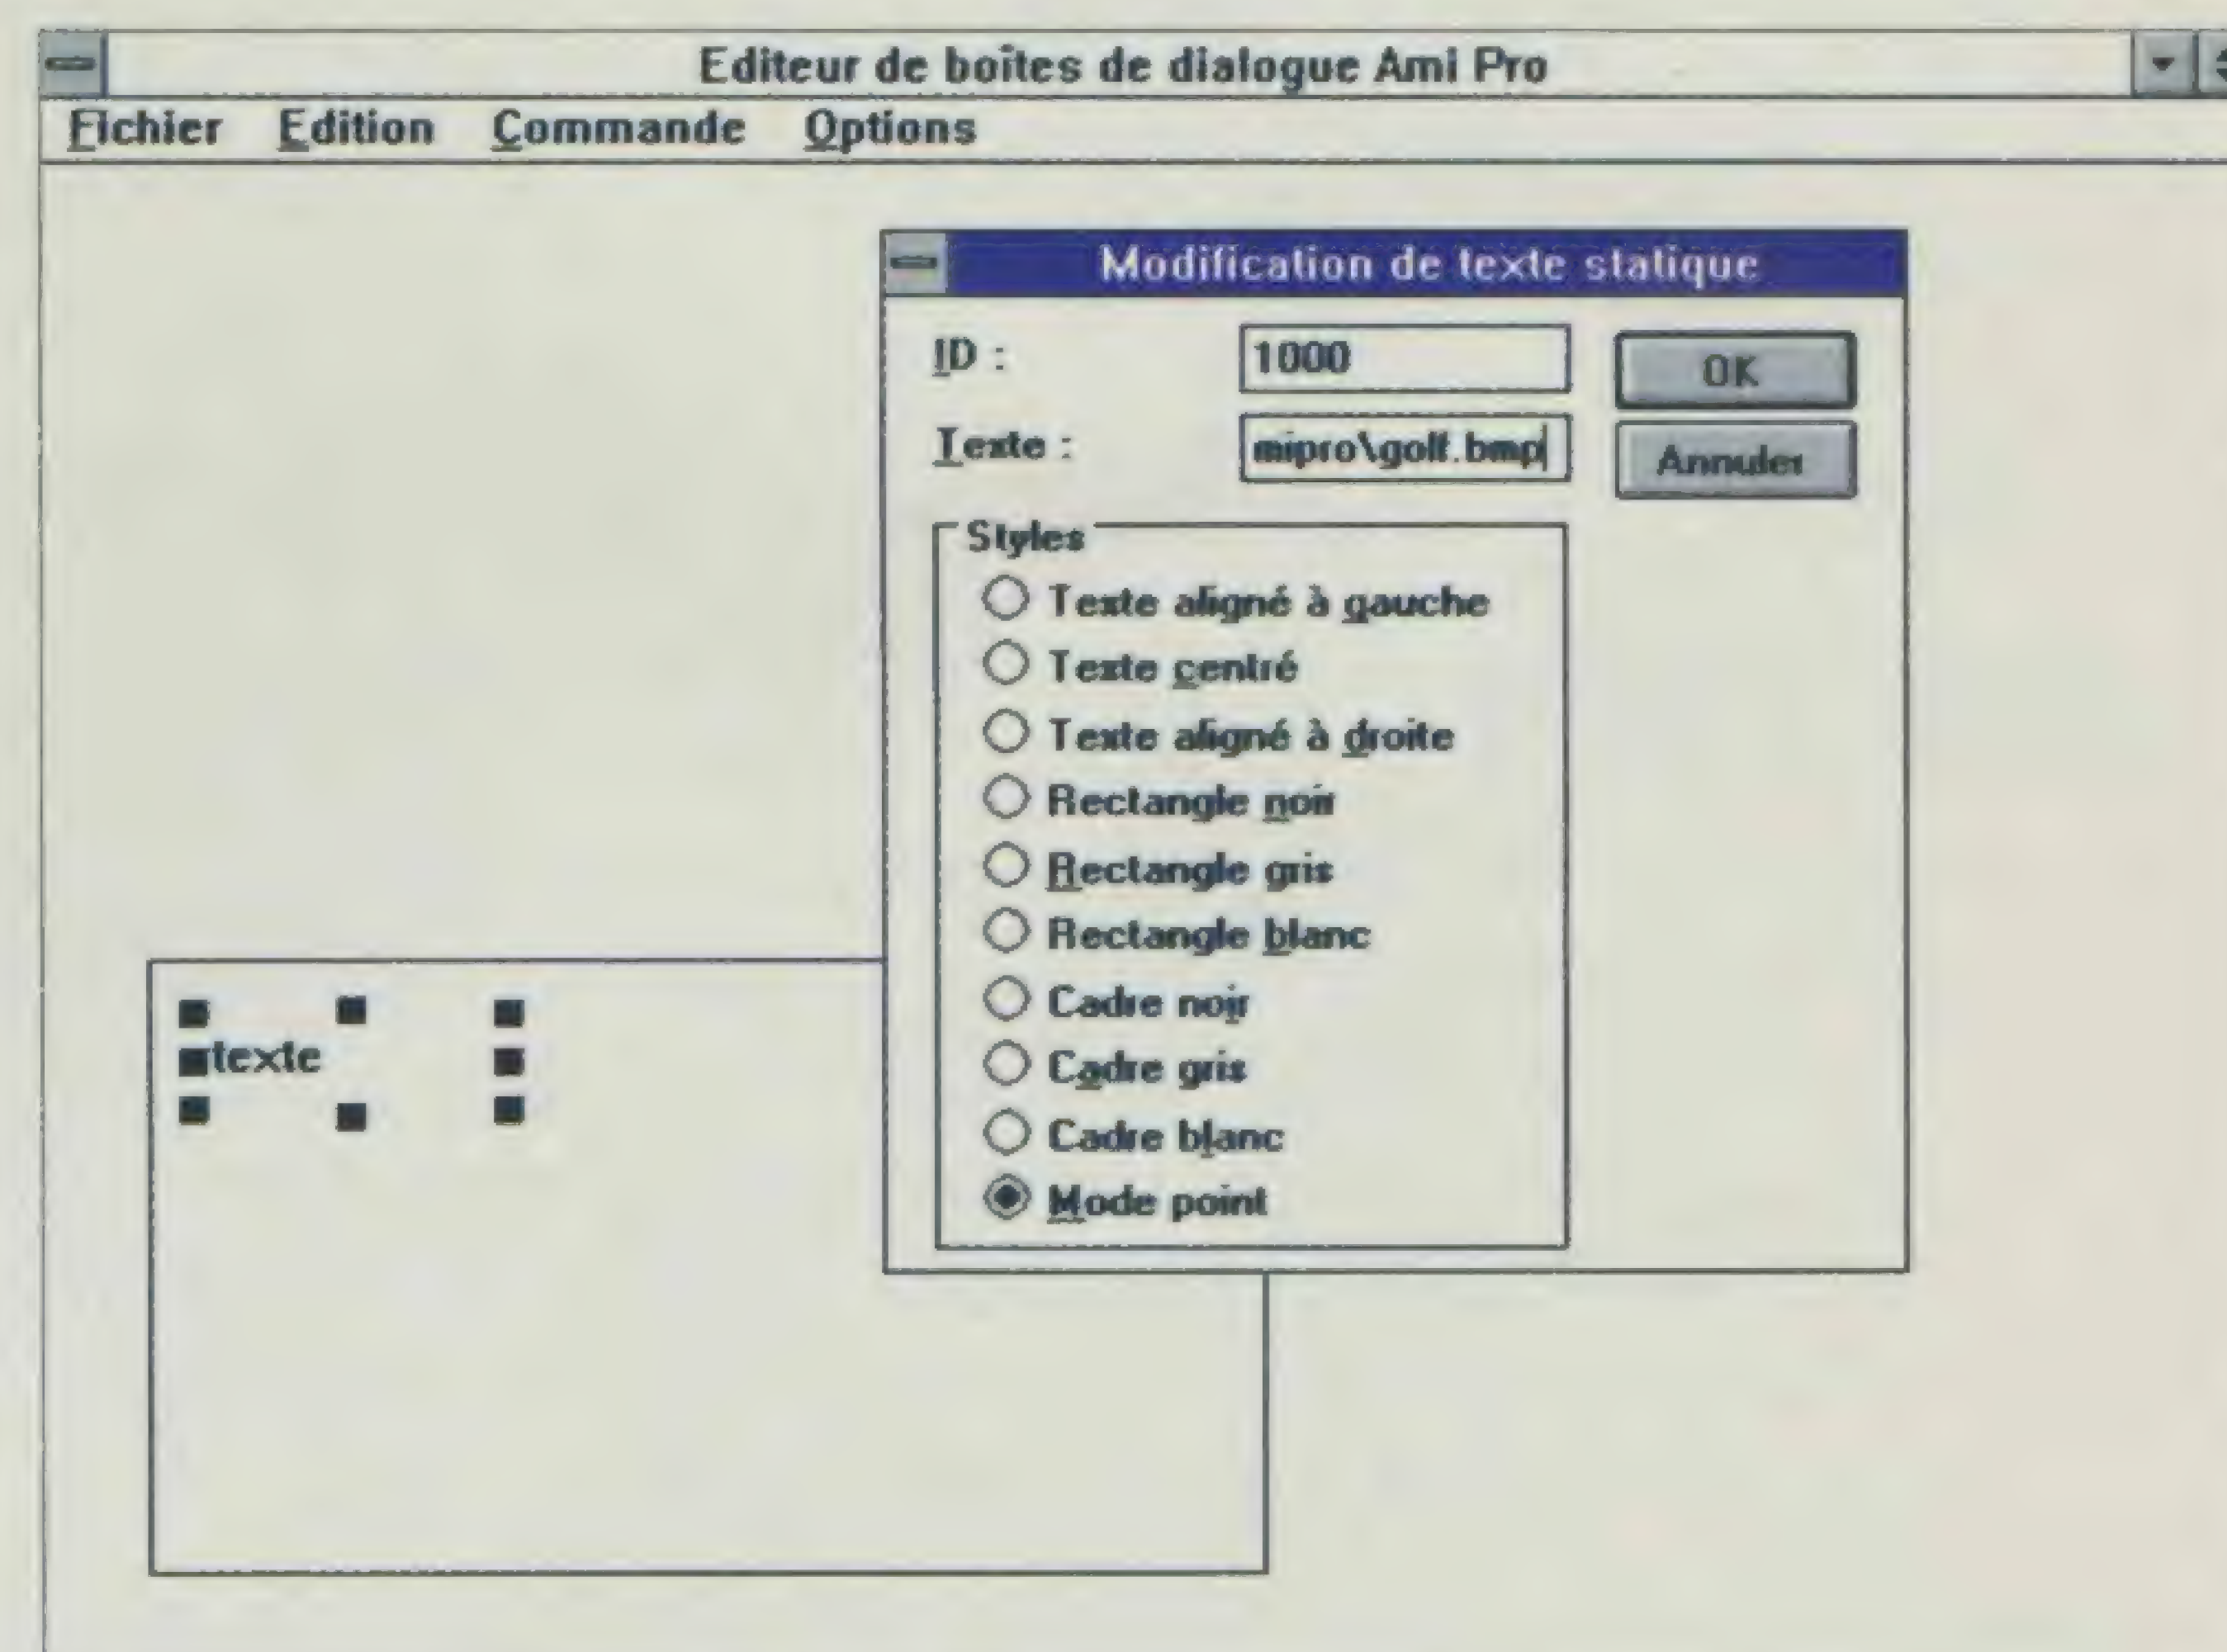 Editeur de boîtes de dialogue Ami Pro
Fichier Edition Commande Options
Modification de texte statique
ID : 1000 OK
Texte : mipro\golf.bmp Annuler
Styles
Texte aligné à gauche
Texte centré
Texte aligné à droite
Rectangle noir
Rectangle gris
Rectangle blanc
Cadre noir
texte
Cadre gris
Cadre blanc
Mode point